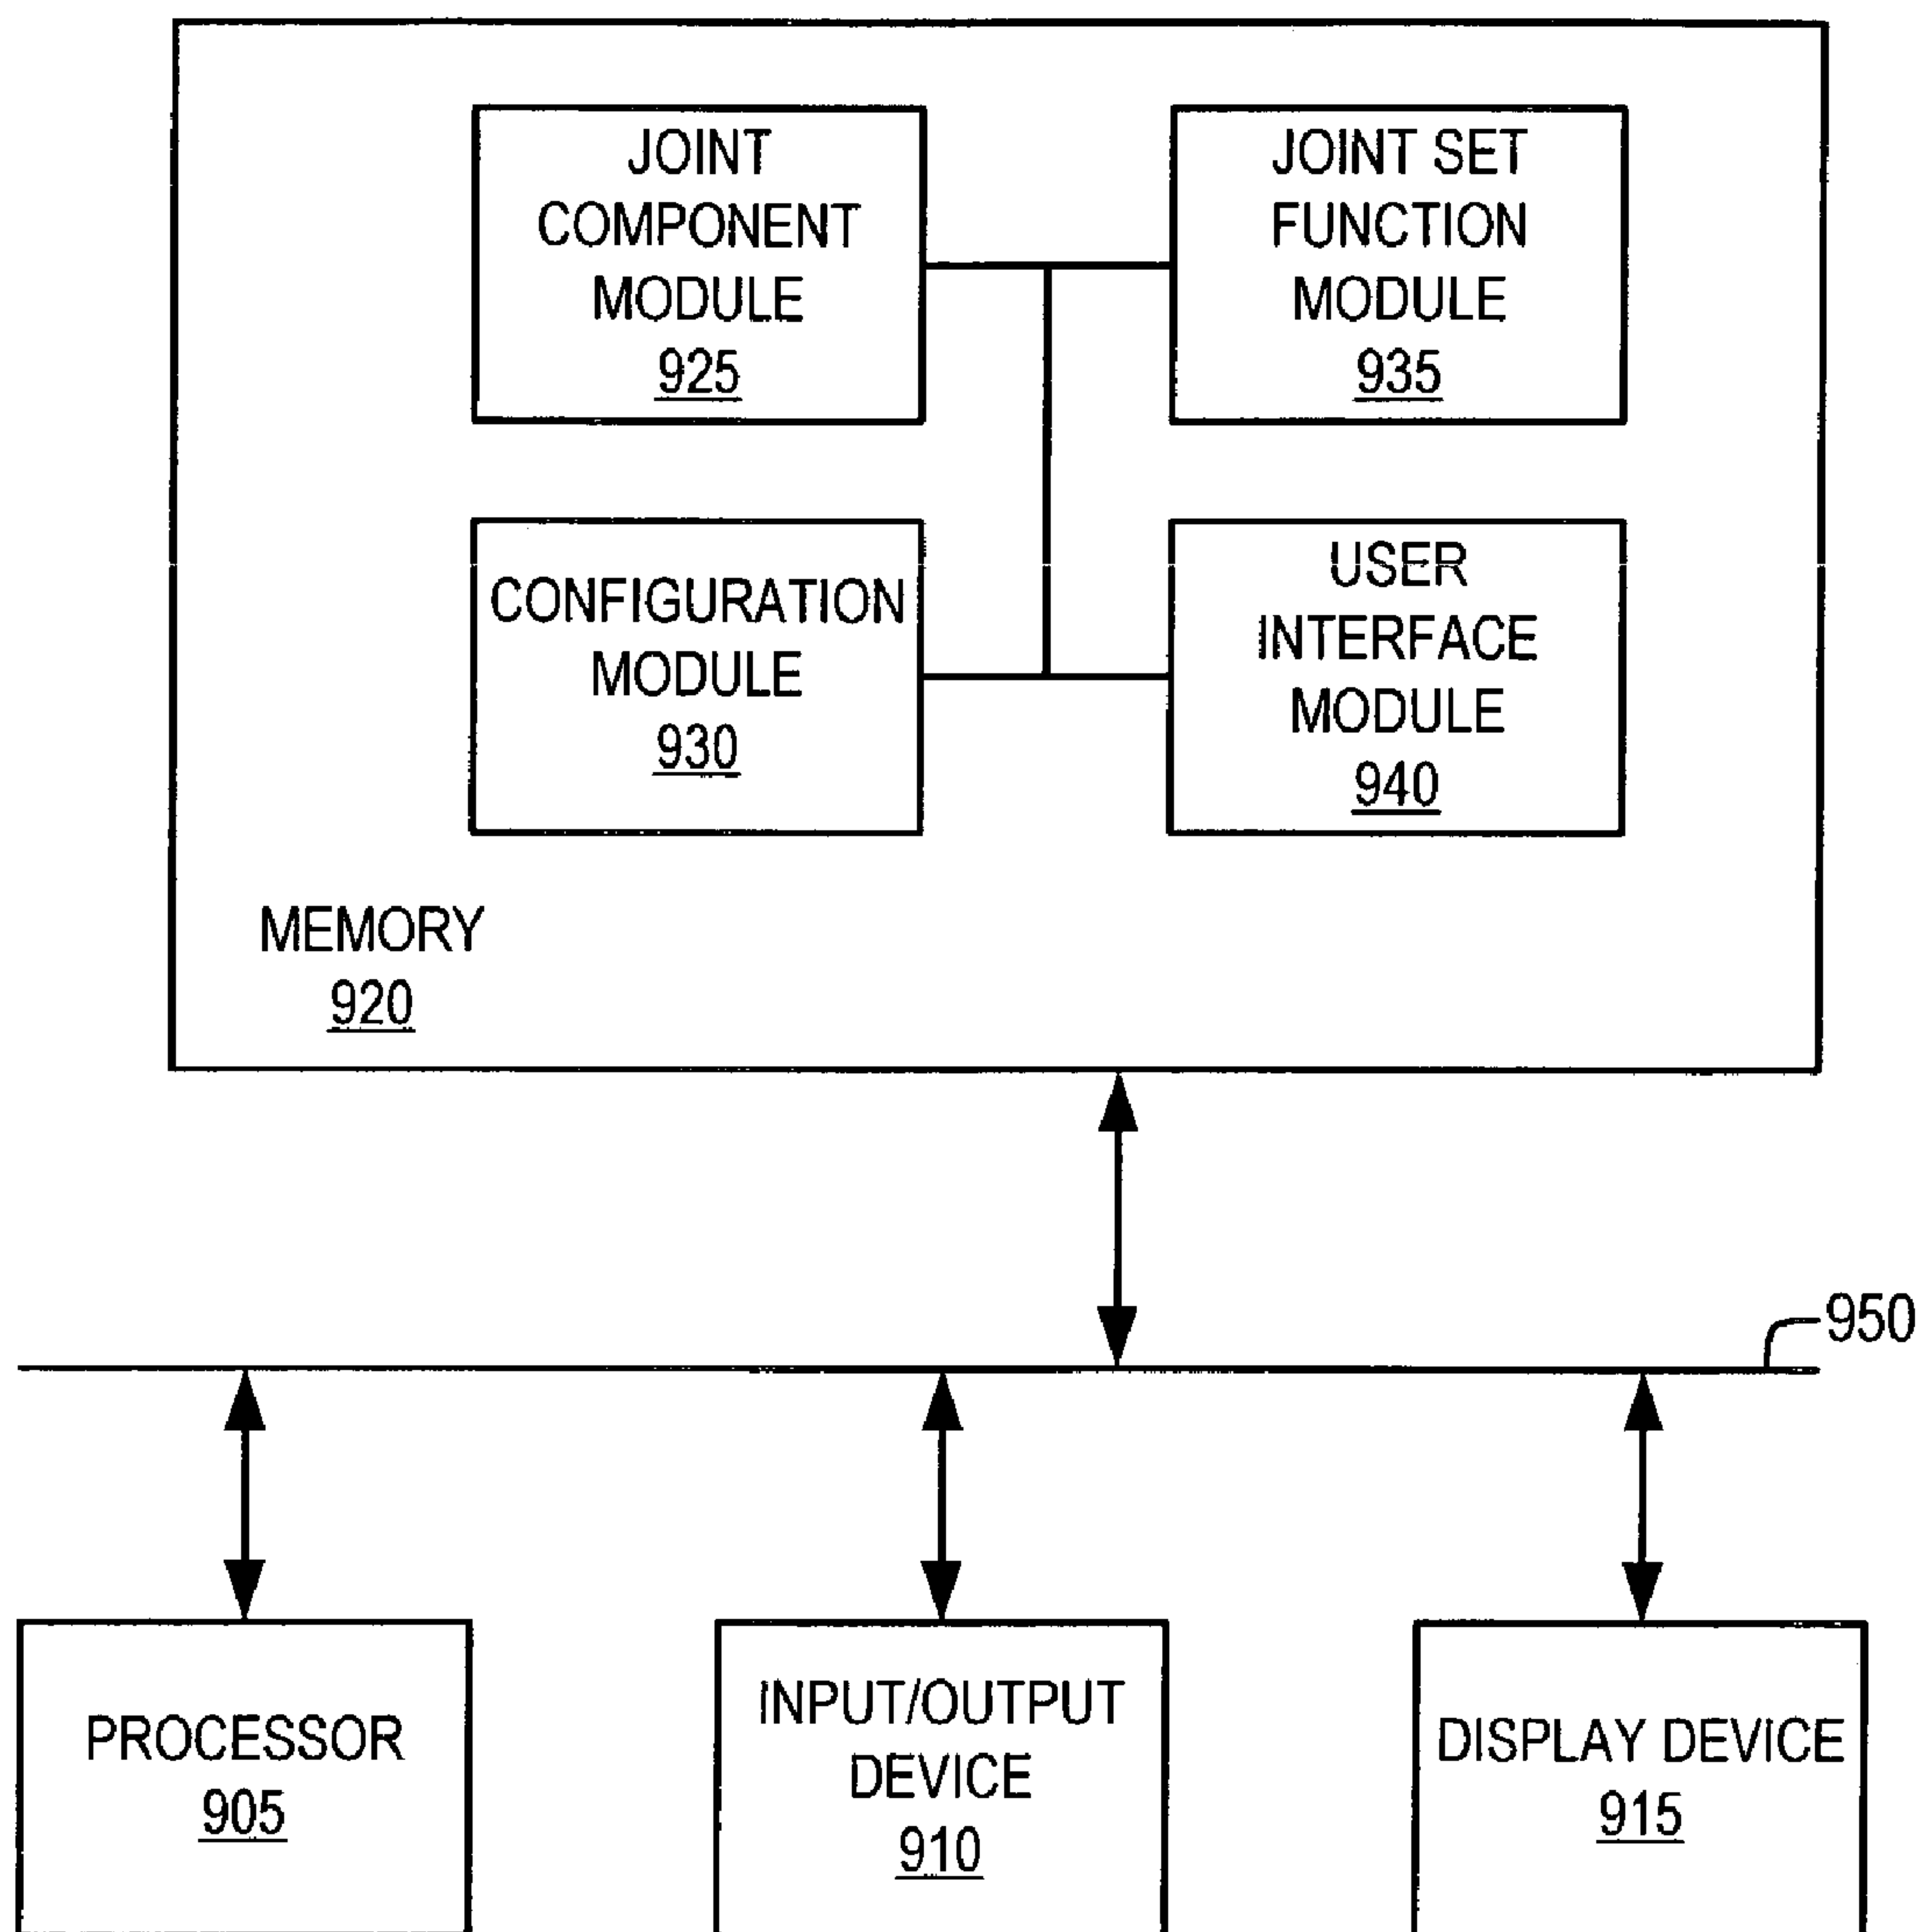 JOINT
COMPONENT
MODULE
925
JOINT SET
FUNCTION
MODULE
935
CONFIGURATION
MODULE
930
USER
INTERFACE
MODULE
940
MEMORY
920
950
PROCESSOR
905
INPUT/OUTPUT
DEVICE
910
DISPLAY DEVICE
915